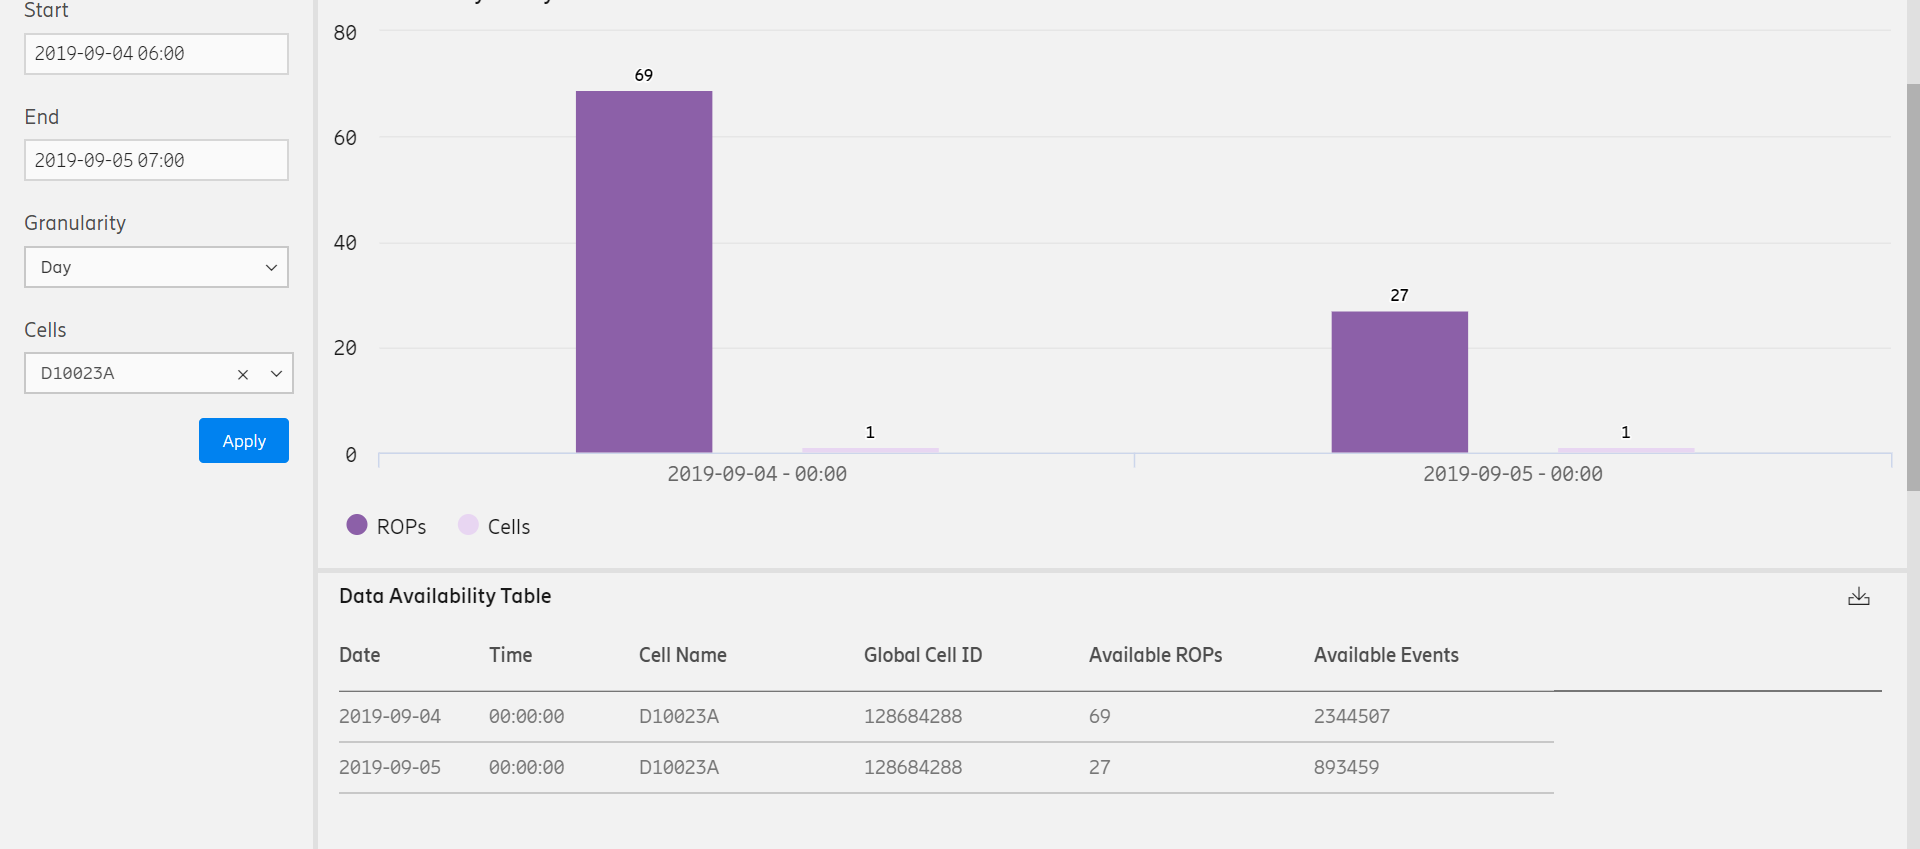 Start
2019-09-04 06:00
End
2019-09-05 07:00
Granularity
Day
Cells
D10023A
Apply
80
60
40
20
0
69
1
27
1
2019-09-04 - 00:00
2019-09-05 - 00:00
ROPs
Cells
Data Availability Table
Date Time Cell Name Global Cell ID Available ROPs Available Events
2019-09-04 00:00:00 D10023A 128684288 69 2344507
2019-09-05 00:00:00 D10023A 128684288 27 893459